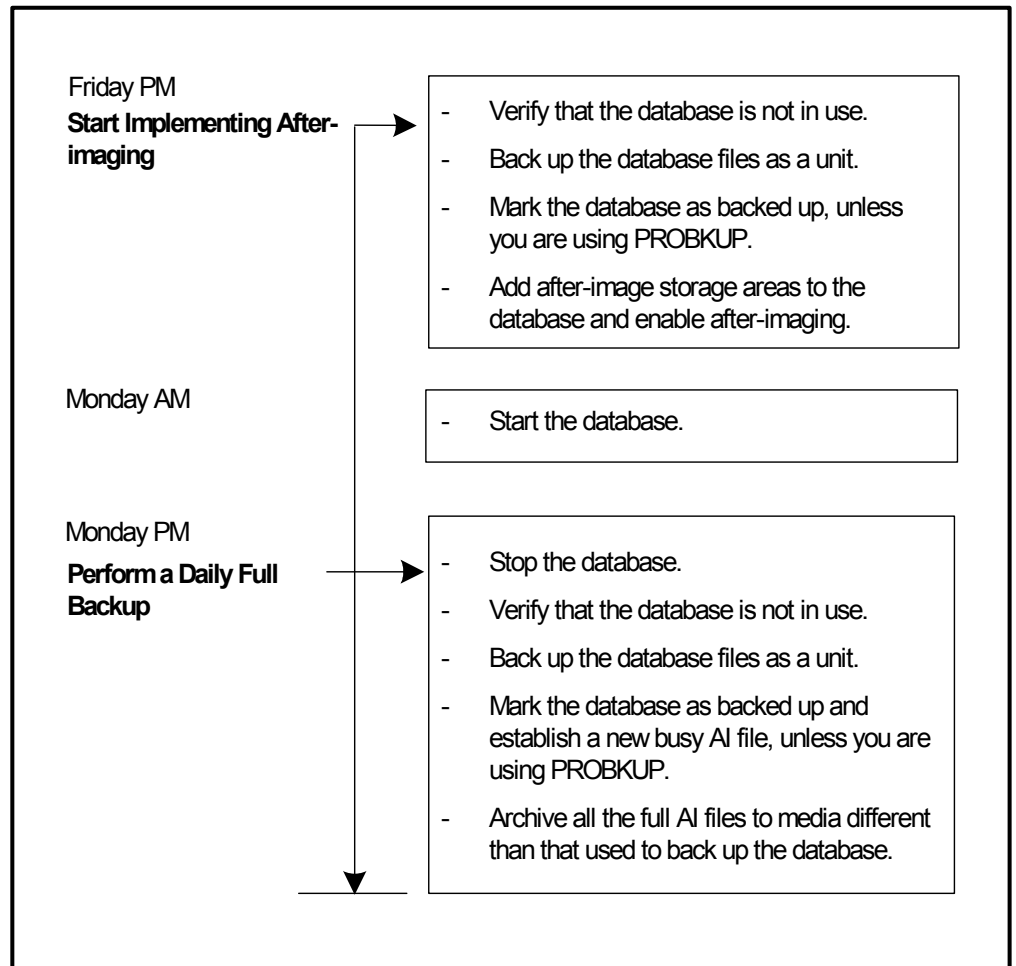 Friday PM
Start Implementing After-
imaging
- Verify that the database is not in use.
- Back up the database files as a unit.
- Mark the database as backed up, unless
you are using PROBKUP.
- Add after-image storage areas to the
database and enable after-imaging.
Monday AM
- Start the database.
Monday PM
Perform a Daily Full
Backup
- Stop the database.
- Verify that the database is not in use.
- Back up the database files as a unit.
- Mark the database as backed up and
establish a new busy AI file, unless you are
using PROBKUP.
- Archive all the full AI files to media different
than that used to back up the database.